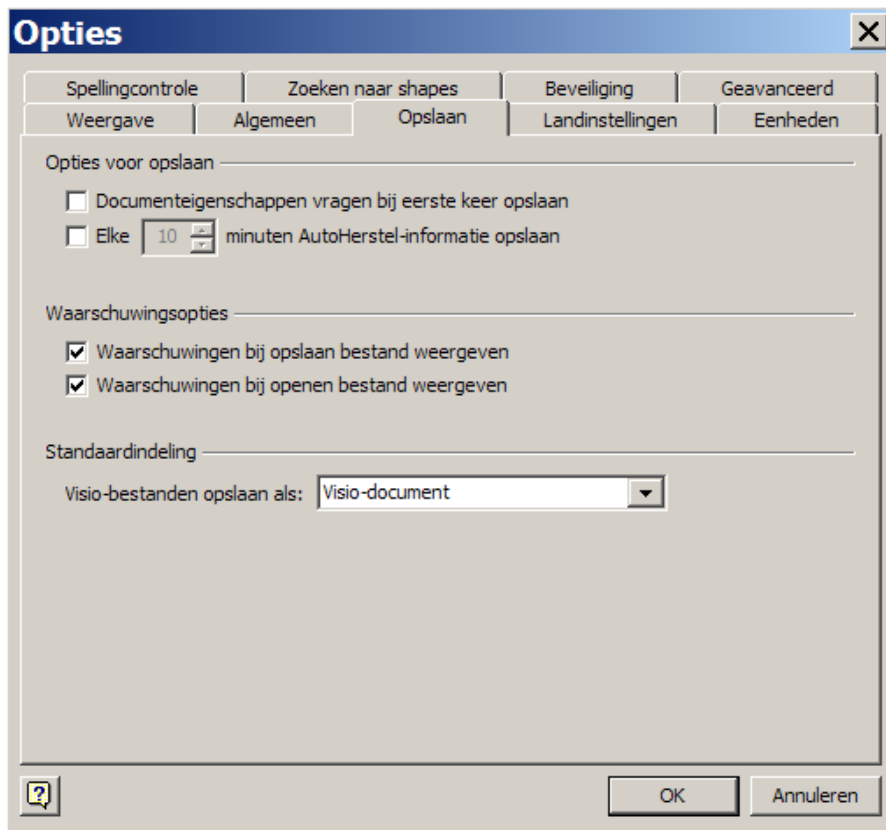 Opties
Spellingcontrole Zoeken naar shapes Beveiliging Geavanceerd
Weergave Algemeen Opslaan Landinstellingen Eenheden
Opties voor opslaan
Documenteigenschappen vragen bij eerste keer opslaan
Elke 10 minuten AutoHerstel-informatie opslaan
Waarschuwingsopties
Waarschuwingen bij opslaan bestand weergeven
Waarschuwingen bij openen bestand weergeven
Standaardindeling
Visio-bestanden opslaan als: Visio-document
? OK Annuleren